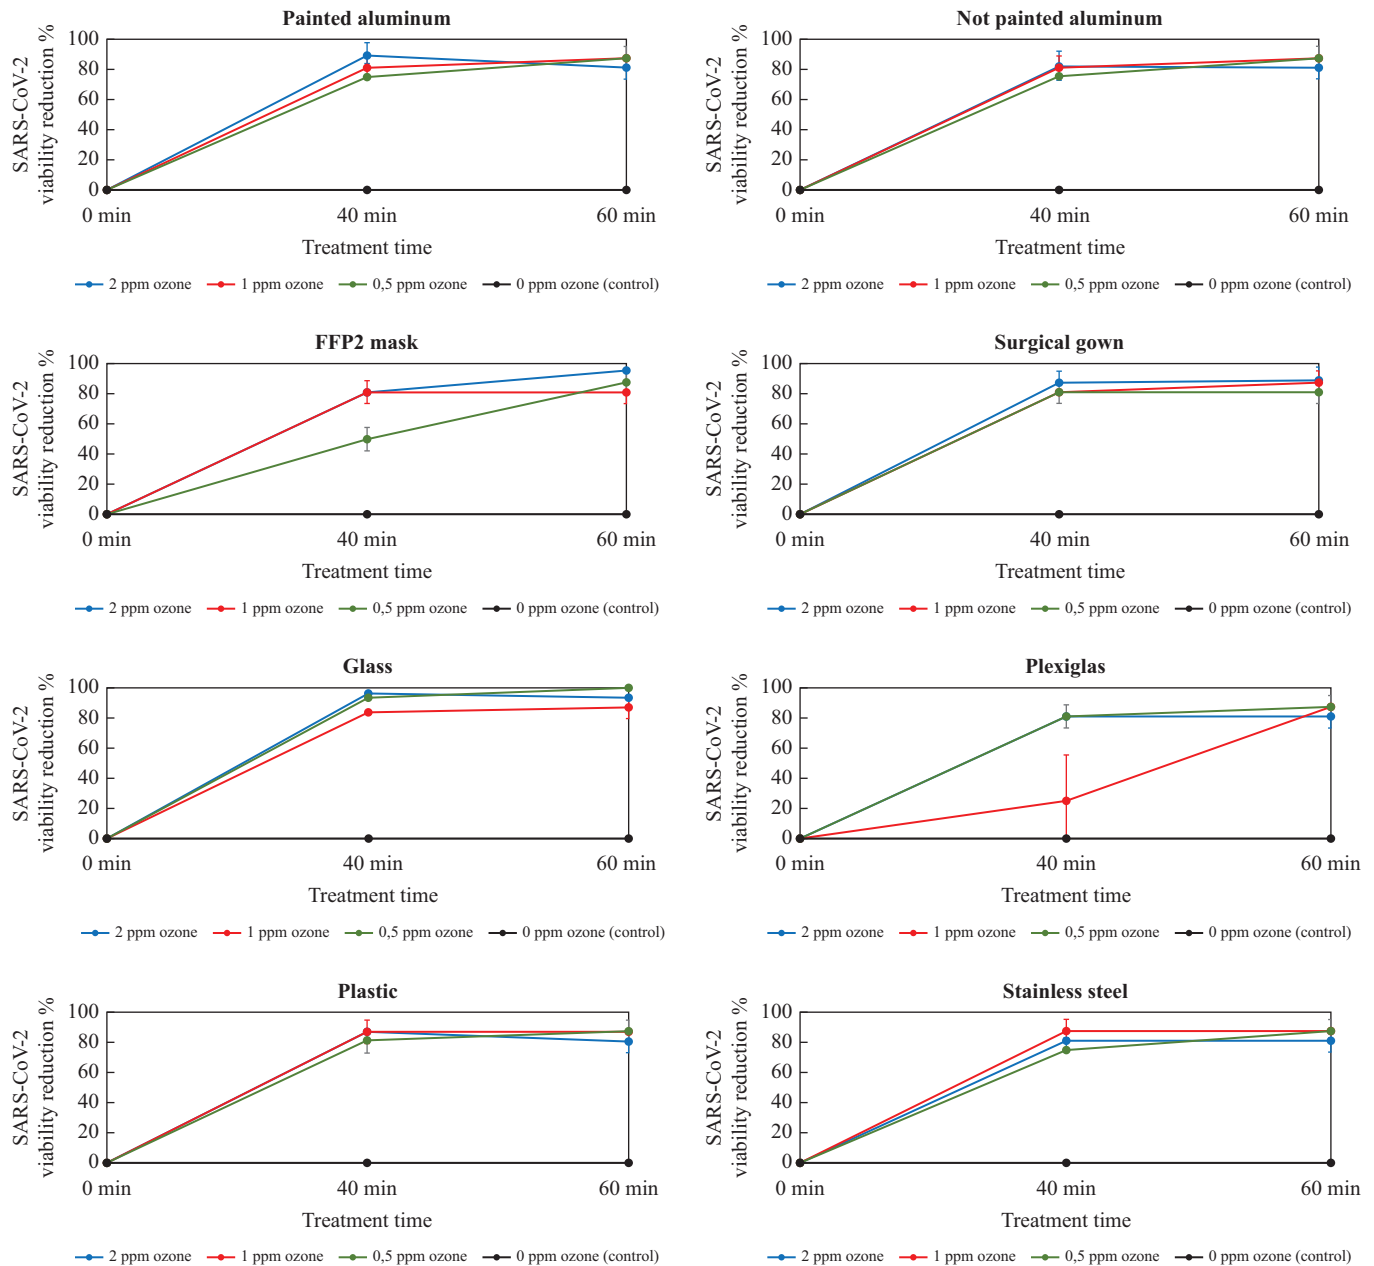 Painted aluminum
SARS-CoV-2
viability reduction %
100
80
60
40
20
0
0 min 40 min 60 min
Treatment time
2 ppm ozone 1 ppm ozone 0,5 ppm ozone 0 ppm ozone (control)
Not painted aluminum
SARS-CoV-2
viability reduction %
100
80
60
40
20
0
0 min 40 min 60 min
Treatment time
2 ppm ozone 1 ppm ozone 0,5 ppm ozone 0 ppm ozone (control)
FFP2 mask
SARS-CoV-2
viability reduction %
100
80
60
40
20
0
0 min 40 min 60 min
Treatment time
2 ppm ozone 1 ppm ozone 0,5 ppm ozone 0 ppm ozone (control)
Surgical gown
SARS-CoV-2
viability reduction %
100
80
60
40
20
0
0 min 40 min 60 min
Treatment time
2 ppm ozone 1 ppm ozone 0,5 ppm ozone 0 ppm ozone (control)
Glass
SARS-CoV-2
viability reduction %
100
80
60
40
20
0
0 min 40 min 60 min
Treatment time
2 ppm ozone 1 ppm ozone 0,5 ppm ozone 0 ppm ozone (control)
Plexiglas
SARS-CoV-2
viability reduction %
100
80
60
40
20
0
0 min 40 min 60 min
Treatment time
2 ppm ozone 1 ppm ozone 0,5 ppm ozone 0 ppm ozone (control)
Plastic
SARS-CoV-2
viability reduction %
100
80
60
40
20
0
0 min 40 min 60 min
Treatment time
2 ppm ozone 1 ppm ozone 0,5 ppm ozone 0 ppm ozone (control)
Stainless steel
SARS-CoV-2
viability reduction %
100
80
60
40
20
0
0 min 40 min 60 min
Treatment time
2 ppm ozone 1 ppm ozone 0,5 ppm ozone 0 ppm ozone (control)